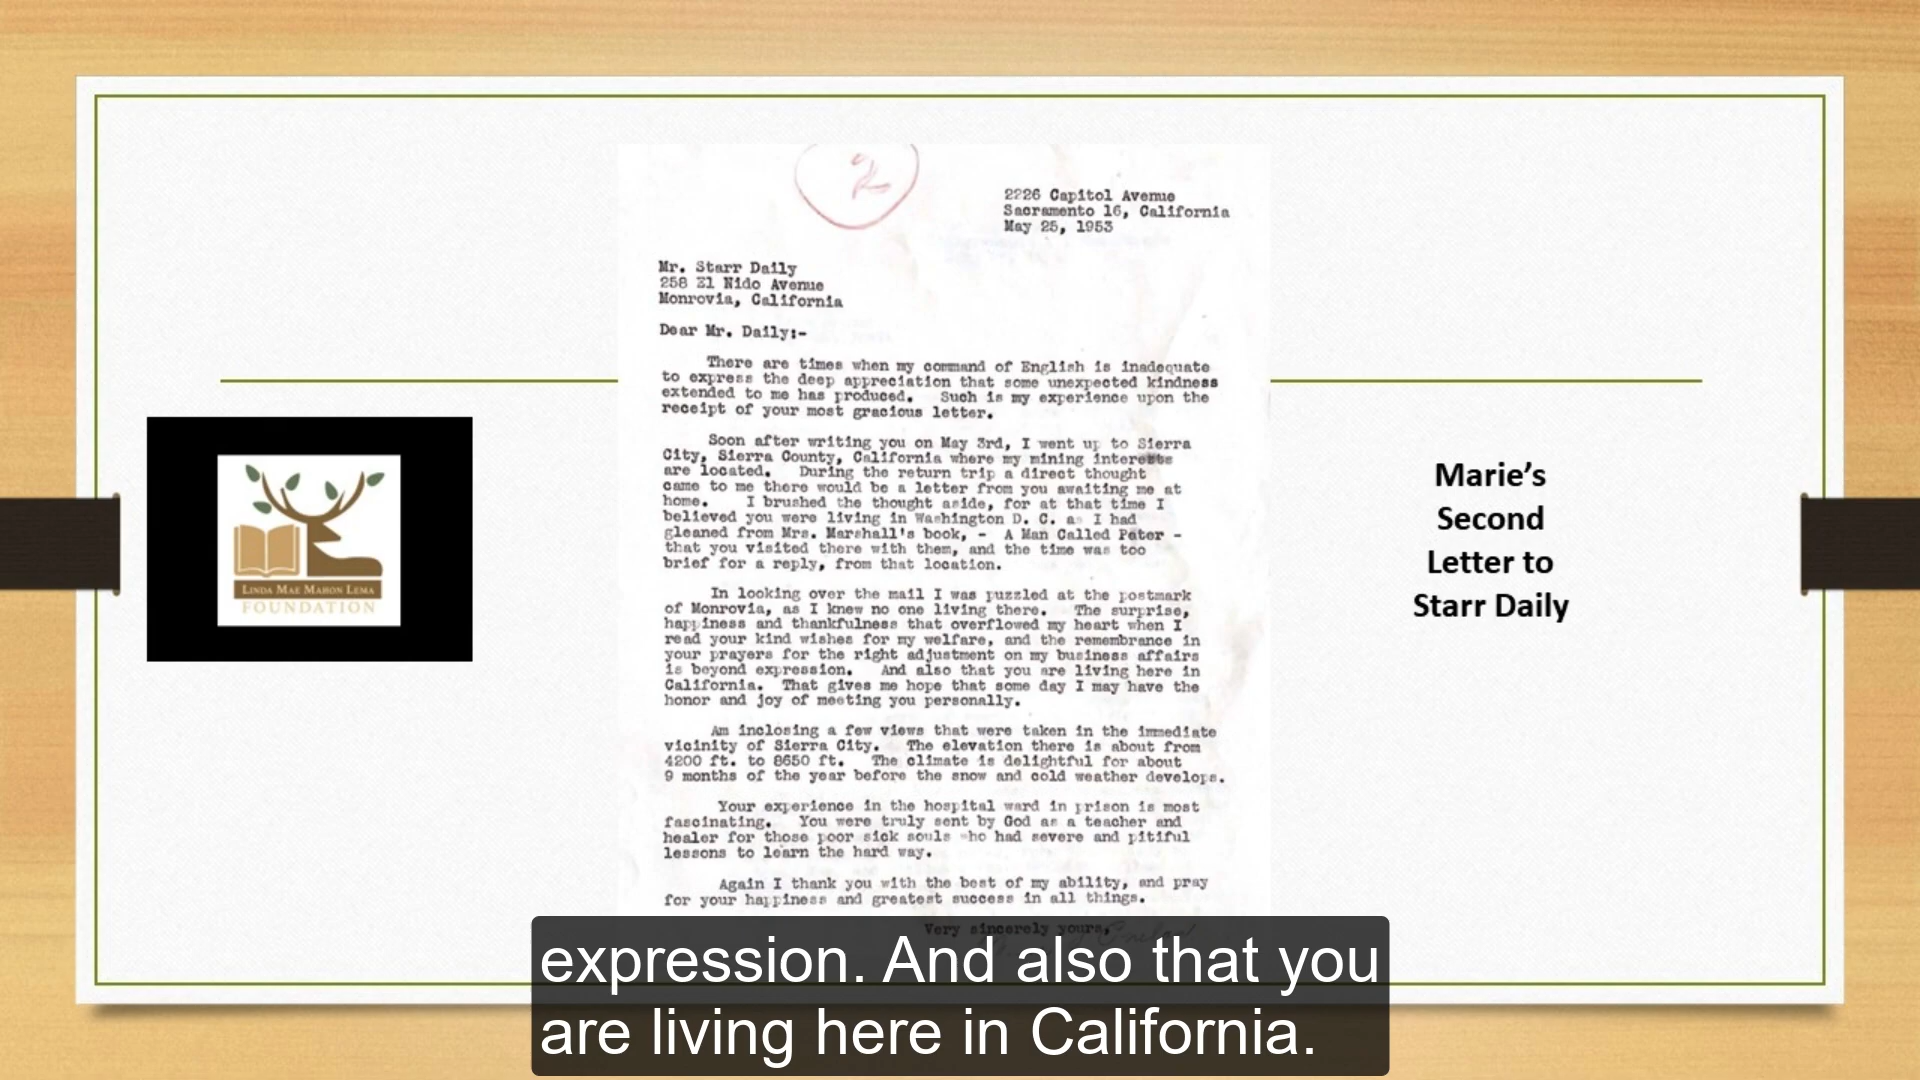 2
2226 Capitol Avenue
Sacramento 16, California
May 25, 1953
Mr. Starr Daily
258 El Nido Avenue
Monrovia, California
Dear Mr. Daily:-
There are times when my command of English is inadequate
to express the deep appreciation that some unexpected kindness
extended to me has produced. Such is my experience upon the
receipt of your most gracious letter.
Soon after writing you on May 3rd, I went up to Sierra
City, Sierra County, California where my mining interests
are located. During the return trip a direct thought
came to me there would be a letter from you awaiting me at
home. I brushed the thought aside, for at that time I
believed you were living in Washington D. C. as I had
gleaned from Mrs. Marshall's book, - A Man Called Peter -
that you visited there with them, and the time was too
brief for a reply, from that location.
In looking over the mail I was puzzled at the postmark
of Monrovia, as I knew no one living there. The surprise,
happiness and thankfulness that overflowed my heart when I
read your kind wishes for my welfare, and the remembrance in
your prayers for the right adjustment on my business affairs
is beyond expression. And also that you are living here in
California. That gives me hope that some day I may have the
honor and joy of meeting you personally.
Am inclosing a few views that were taken in the immediate
vicinity of Sierra City. The elevation there is about from
4200 ft. to 8650 ft. The climate is delightful for about
9 months of the year before the snow and cold weather develops.
Your experience in the hospital ward in prison is most
fascinating. You were truly sent by God as a teacher and
healer for those poor sick souls who had severe and pitiful
lessons to learn the hard way.
Again I thank you with the best of my ability, and pray
for your happiness and greatest success in all things.
Very sincerely yours,
LINDA MAE MAHON LEMA
FOUNDATION
Marie's
Second
Letter to
Starr Daily
expression. And also that you
are living here in California.